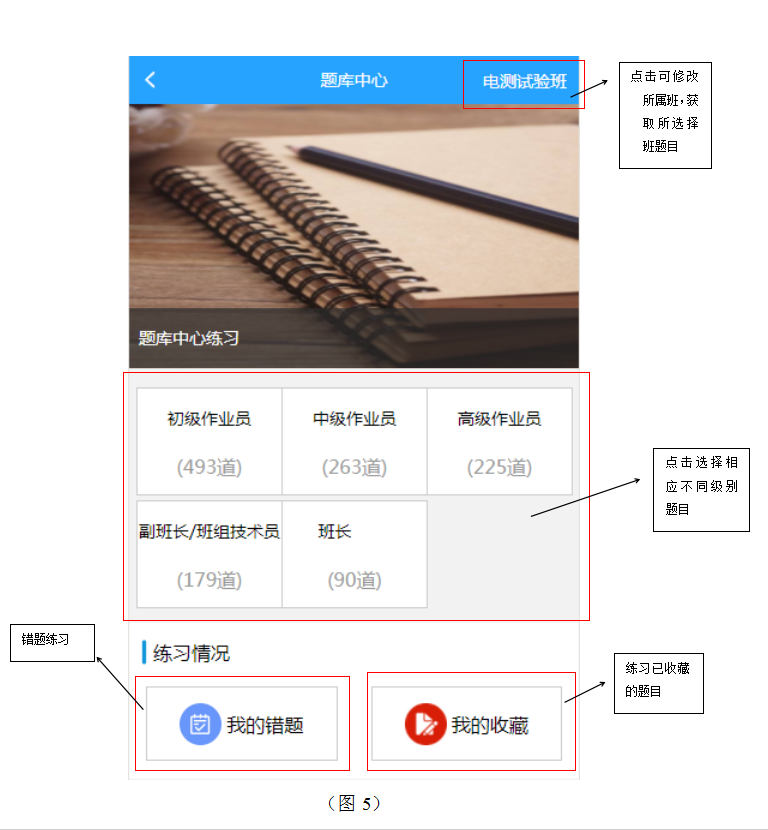 题库中心
电测试验班
点击可修改
所属班，获
取所选择
班题目
题库中心练习
初级作业员
中级作业员
高级作业员
(493道)
(263道)
(225道)
副班长/班组技术员
班长
(179道)
(90道)
点击选择相
应不同级别
题目
错题练习
练习情况
练习已收藏
的题目
我的错题
我的收藏
（图 5）